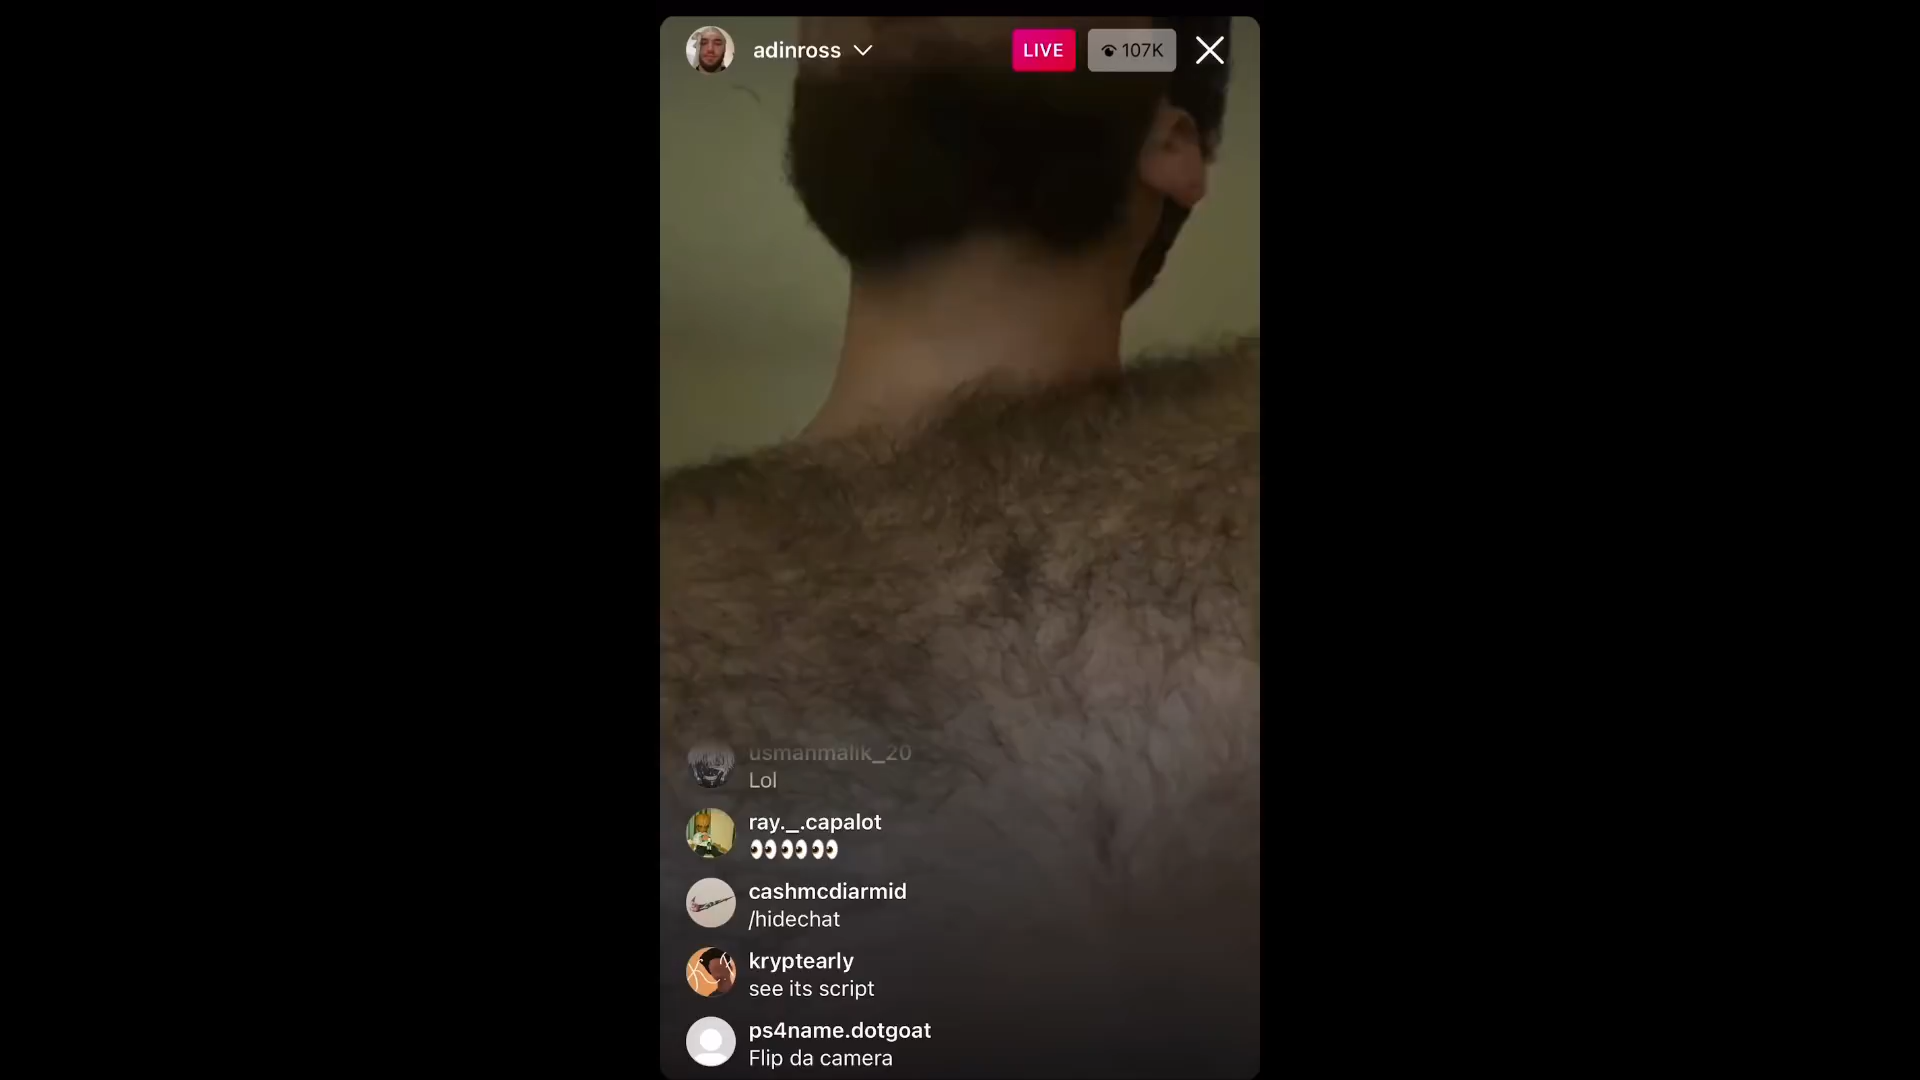 adinross
LIVE
107K
usmanmalik_20
Lol
ray._.capalot
👀👀👀
cashmcdiarmid
/hidechat
kryptearly
see its script
ps4name.dotgoat
Flip da camera